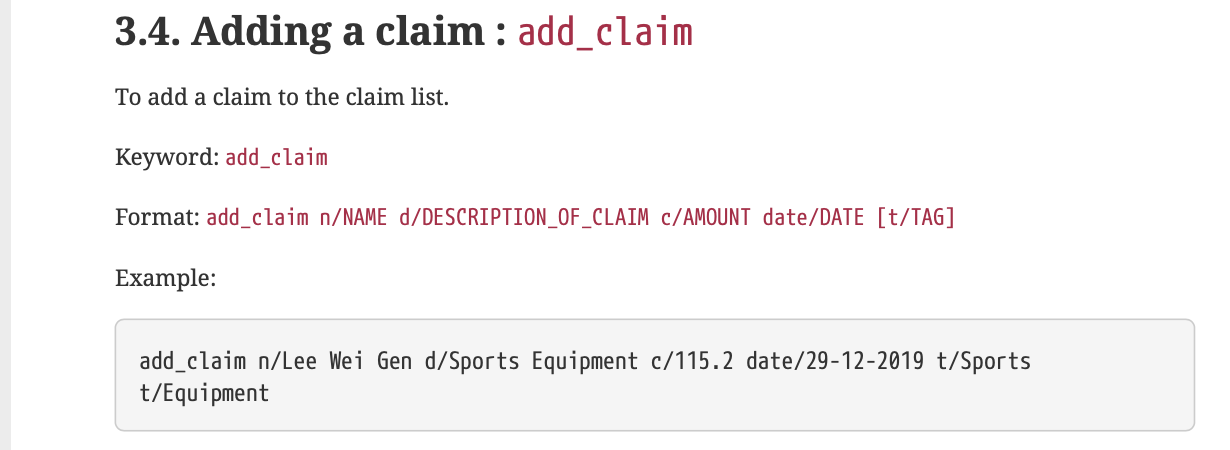 3.4. Adding a claim : add_claim
To add a claim to the claim list.
Keyword: add_claim
Format: add_claim n/NAME d/DESCRIPTION_OF_CLAIM c/AMOUNT date/DATE [t/TAG]
Example:
add_claim n/Lee Wei Gen d/Sports Equipment c/115.2 date/29-12-2019 t/Sports
t/Equipment